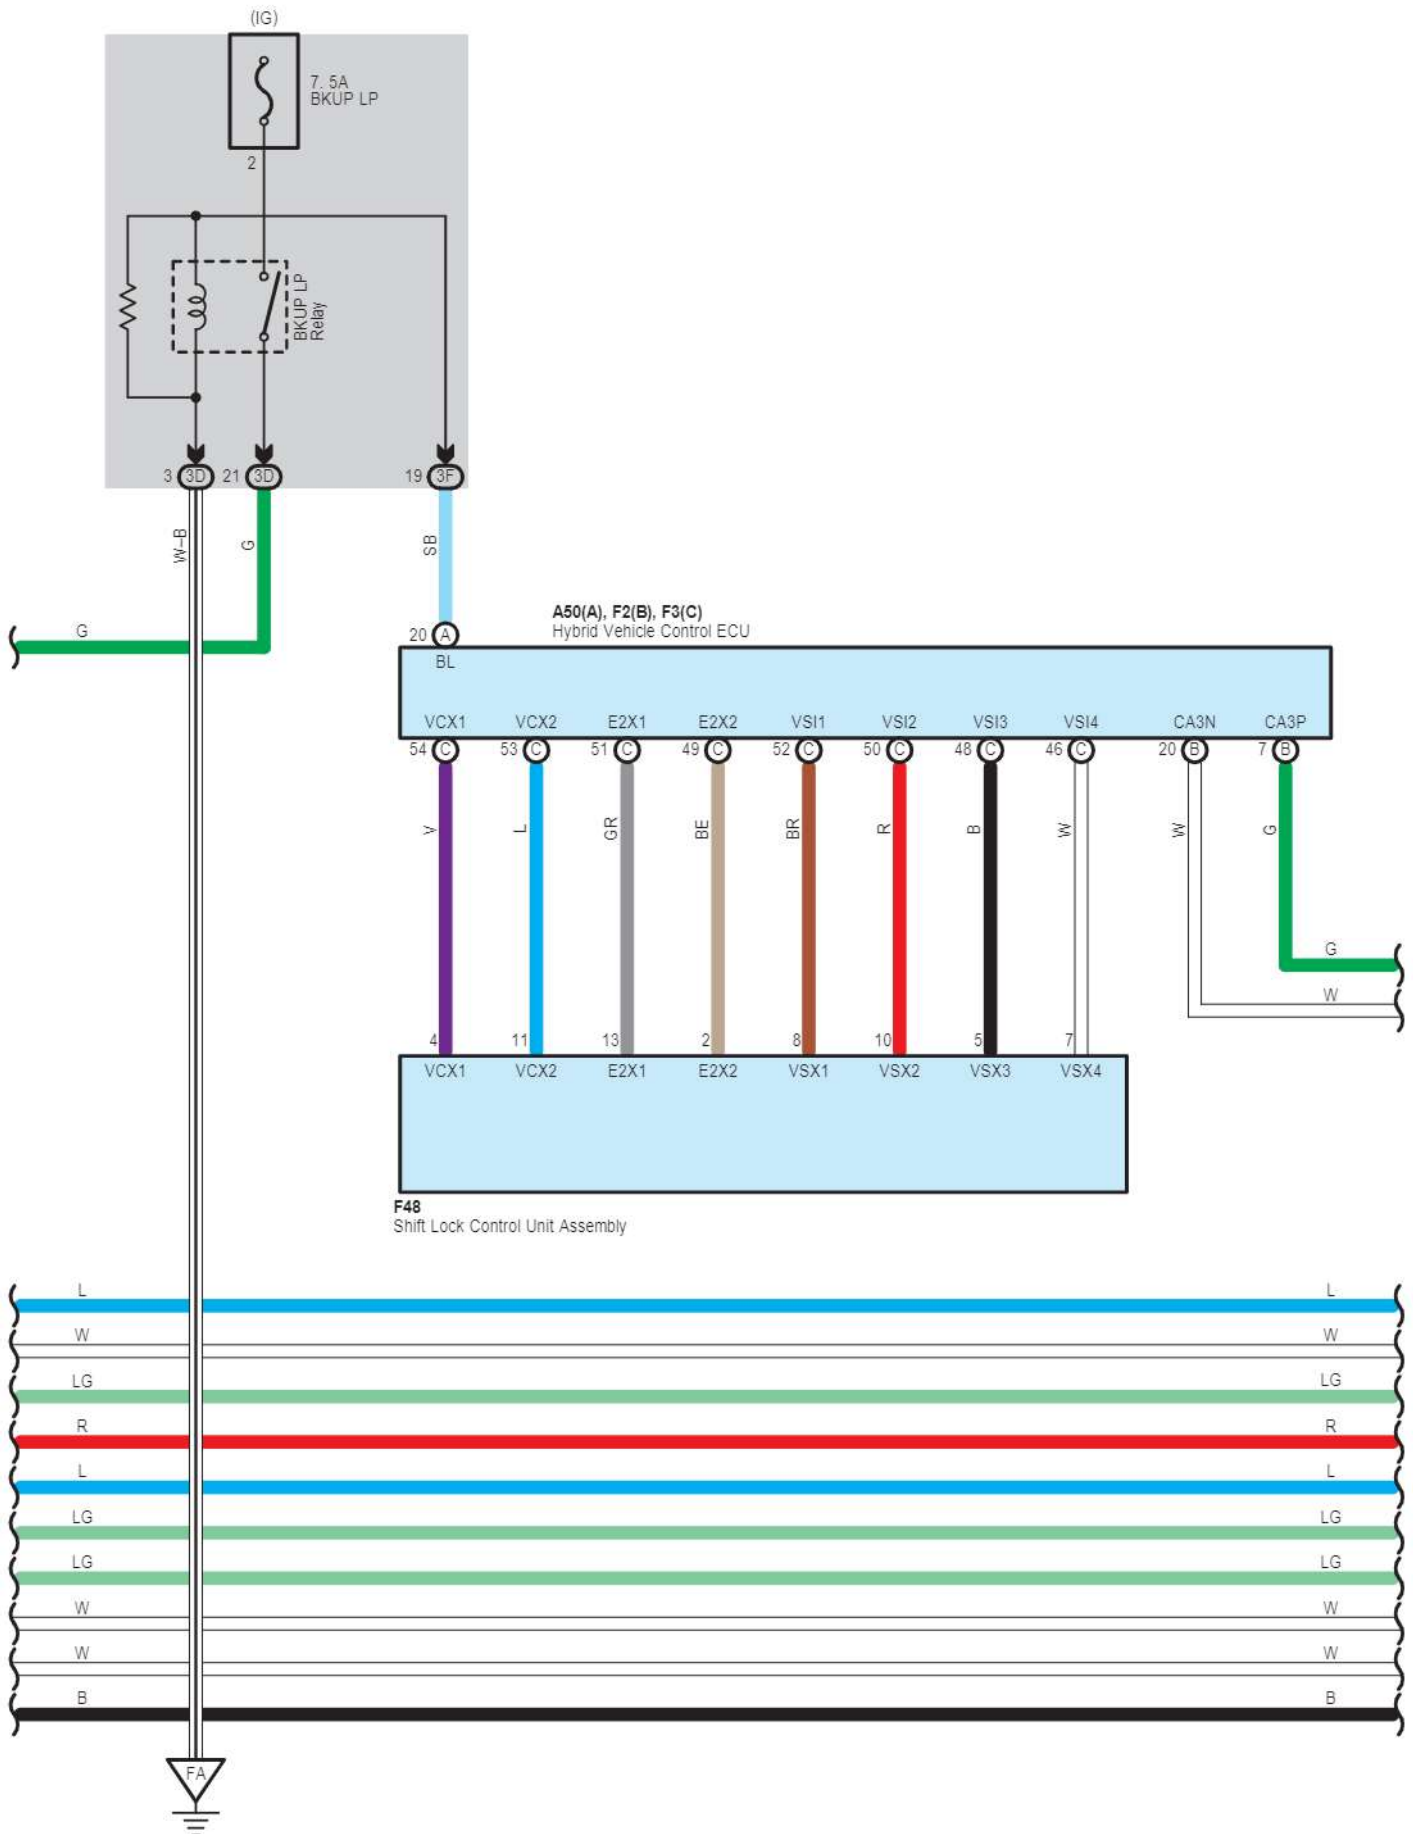 (IG)
7. 5A
BKUP LP
2
BKUP LP
Relay
3 3D 21 3D 19 3F
W–B
G
SB
G
A50(A), F2(B), F3(C)
Hybrid Vehicle Control ECU
20 A
BL
VCX1 VCX2 E2X1 E2X2 VSI1 VSI2 VSI3 VSI4 CA3N CA3P
54 C 53 C 51 C 49 C 52 C 50 C 48 C 46 C 20 B 7 B
V L GR BE BR R B W W G
G
W
4 11 13 2 8 10 5 7
VCX1 VCX2 E2X1 E2X2 VSX1 VSX2 VSX3 VSX4
F48
Shift Lock Control Unit Assembly
L L
W W
LG LG
R R
L L
LG LG
LG LG
W W
W W
B B
FA